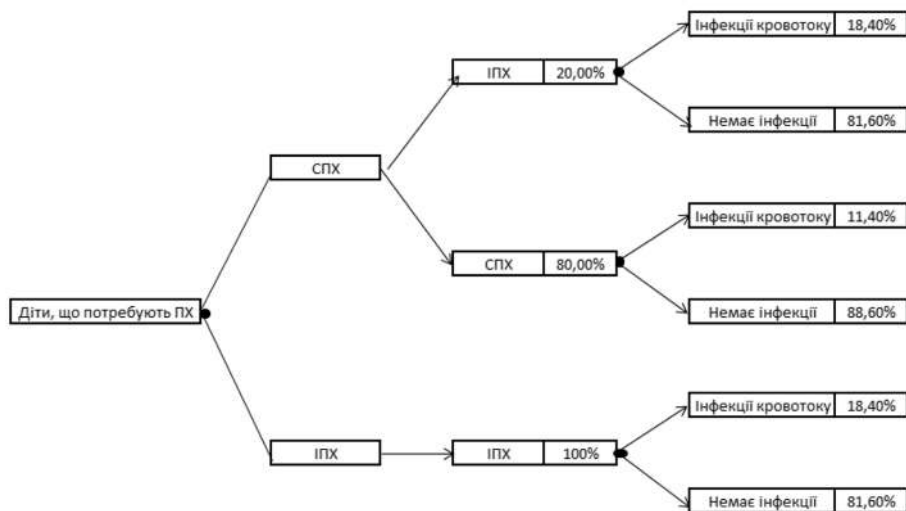 Інфекції кровотоку 18,40%
ІПХ 20,00%
Немає інфекції 81,60%
СПХ
Інфекції кровотоку 11,40%
СПХ 80,00%
Діти, що потребують ПХ
Немає інфекції 88,60%
Інфекції кровотоку 18,40%
ІПХ
ІПХ 100%
Немає інфекції 81,60%